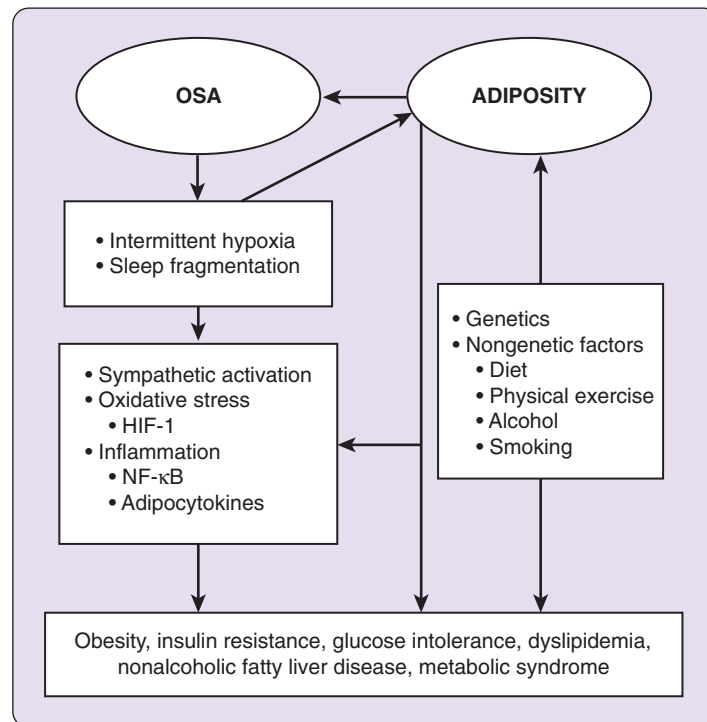 OSA
ADIPOSITY
• Intermittent hypoxia
• Sleep fragmentation
• Sympathetic activation
• Oxidative stress
• HIF-1
• Inflammation
• NF-κB
• Adipocytokines
• Genetics
• Nongenetic factors
• Diet
• Physical exercise
• Alcohol
• Smoking
Obesity, insulin resistance, glucose intolerance, dyslipidemia,
nonalcoholic fatty liver disease, metabolic syndrome